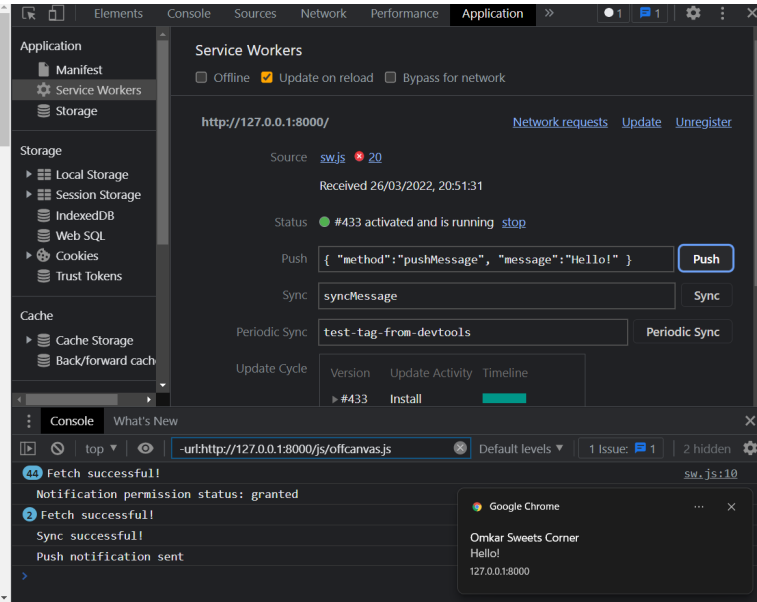 Elements Console Sources Network Performance Application » 1 1
Application
Manifest
Service Workers
Storage
Storage
Local Storage
Session Storage
IndexedDB
Web SQL
Cookies
Trust Tokens
Cache
Cache Storage
Back/forward cach
Service Workers
Offline Update on reload Bypass for network
http://127.0.0.1:8000/ Network requests Update Unregister
Source sw.js 20
Received 26/03/2022, 20:51:31
Status #433 activated and is running stop
Push { "method":"pushMessage", "message":"Hello!" } Push
Sync syncMessage Sync
Periodic Sync test-tag-from-devtools Periodic Sync
Update Cycle Version Update Activity Timeline
#433 Install
Console What's New
top -url:http://127.0.0.1:8000/js/offcanvas.js Default levels 1 Issue: 1 2 hidden
44 Fetch successful! sw.js:10
Notification permission status: granted
2 Fetch successful!
Sync successful!
Push notification sent
Google Chrome
Omkar Sweets Corner
Hello!
127.0.0.1:8000